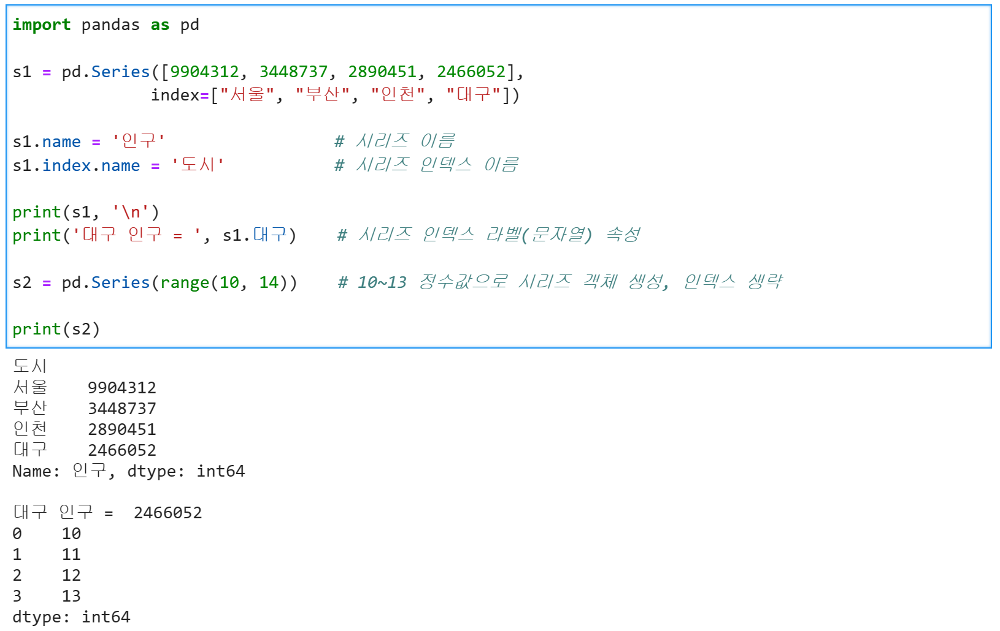 import pandas as pd
s1 = pd.Series([9904312, 3448737, 2890451, 2466052],
              index=["서울", "부산", "인천", "대구"])
s1.name = '인구'                 # 시리즈 이름
s1.index.name = '도시'           # 시리즈 인덱스 이름
print(s1, '\n')
print('대구 인구 = ', s1.대구)    # 시리즈 인덱스 라벨(문자열) 속성
s2 = pd.Series(range(10, 14))    # 10~13 정수값으로 시리즈 객체 생성, 인덱스 생략
print(s2)
도시
서울    9904312
부산    3448737
인천    2890451
대구    2466052
Name: 인구, dtype: int64
대구 인구 =  2466052
0    10
1    11
2    12
3    13
dtype: int64